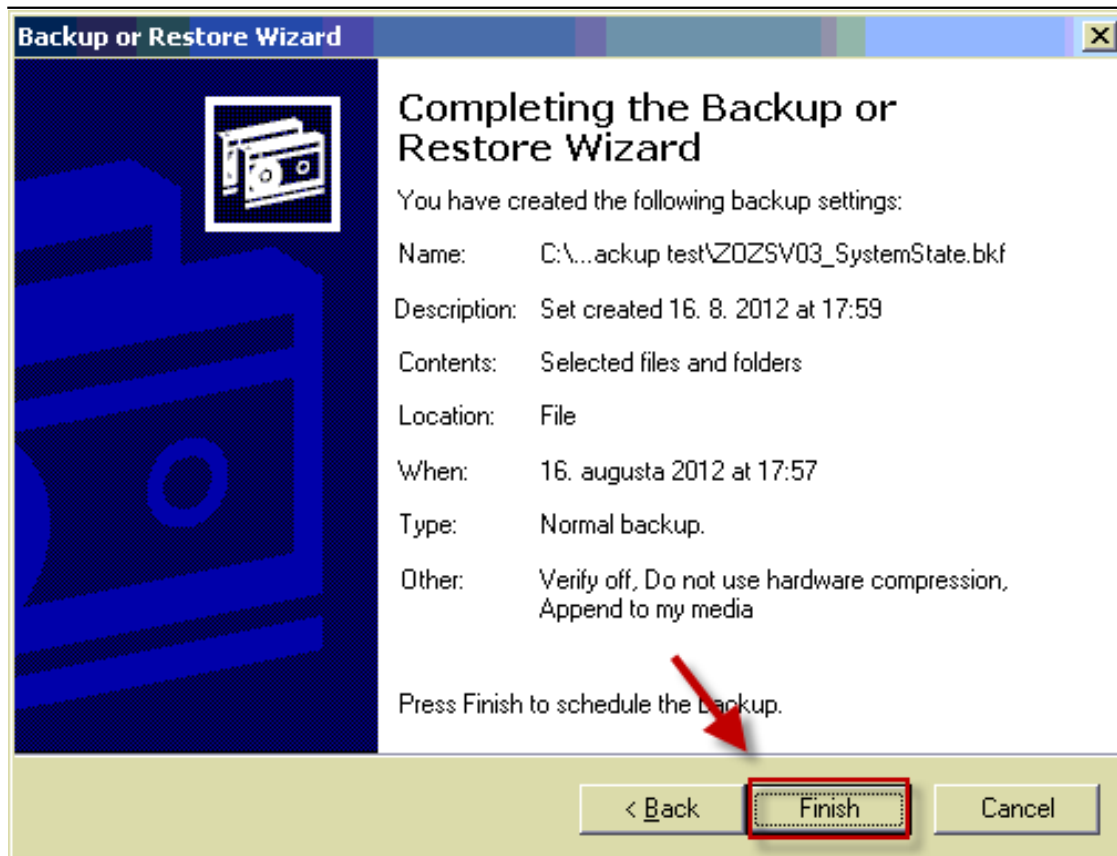 Backup or Restore Wizard
Completing the Backup or
Restore Wizard
You have created the following backup settings:
Name: C:\...ackup test\ZOZSV03_SystemState.bkf
Description: Set created 16. 8. 2012 at 17:59
Contents: Selected files and folders
Location: File
When: 16. augusta 2012 at 17:57
Type: Normal backup.
Other: Verify off, Do not use hardware compression,
Append to my media
Press Finish to schedule the backup.
< Back Finish Cancel